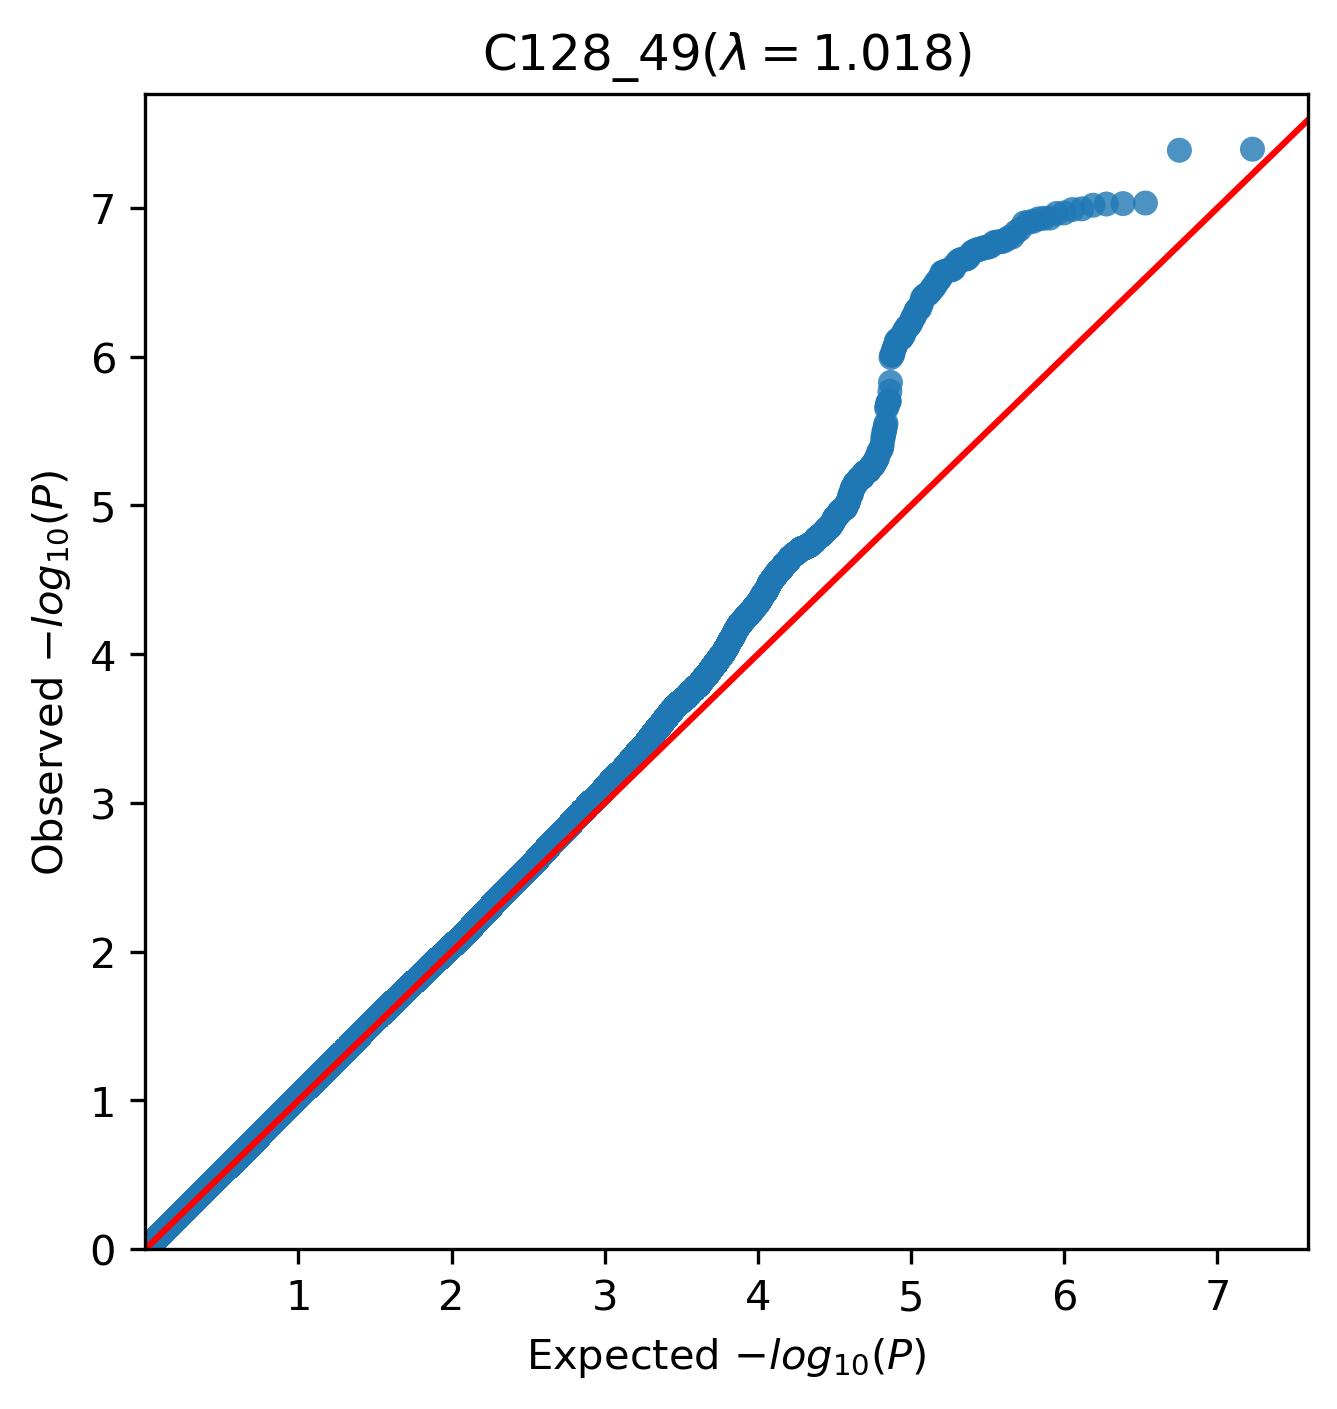 C128_49(λ = 1.018)
Observed −log₁₀(P)
7
6
5
4
3
2
1
0
1 2 3 4 5 6 7
Expected −log₁₀(P)